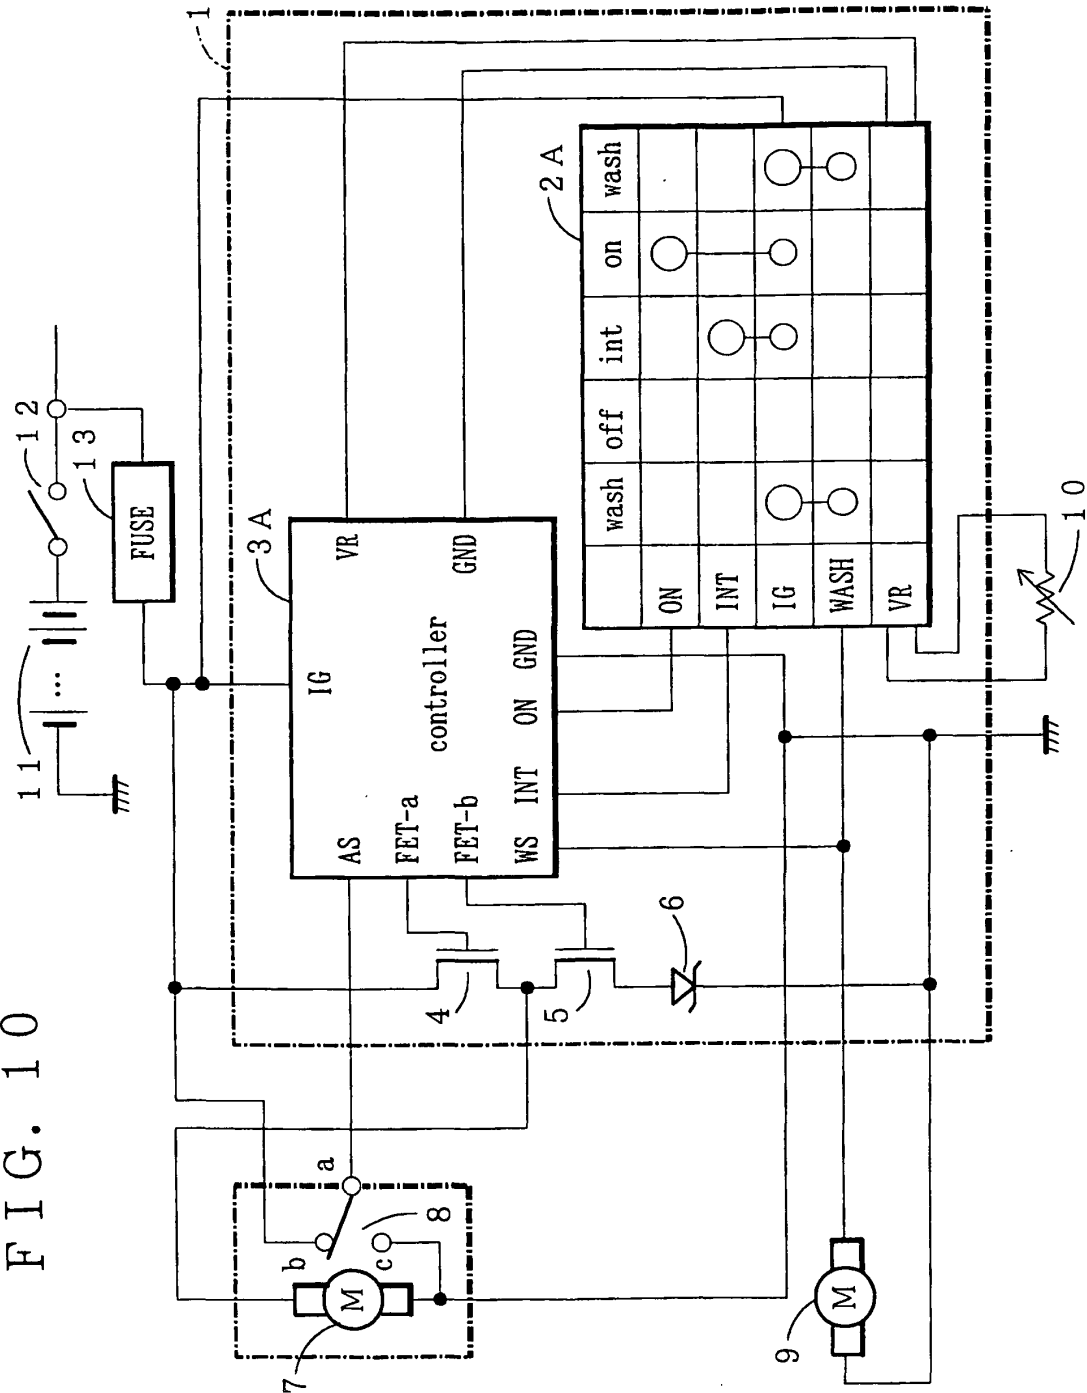 FIG. 10
1
11
12
13
FUSE
3A
IG
AS
VR
FET-a
controller
FET-b
GND
WS INT ON GND
4
5
6
7
M
b
a
c
8
9
M
2A
wash off int on wash
ON
INT
IG
WASH
VR
10